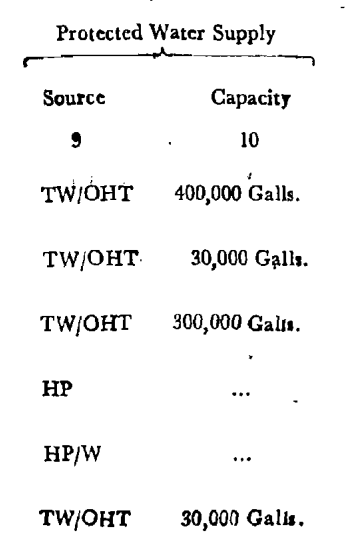 Protected Water Supply
Source Capacity
9 10
TW/OHT 400,000 Galls.
TW/OHT 30,000 Galls.
TW/OHT 300,000 Galls.
HP ...
HP/W ...
TW/OHT 30,000 Galls.